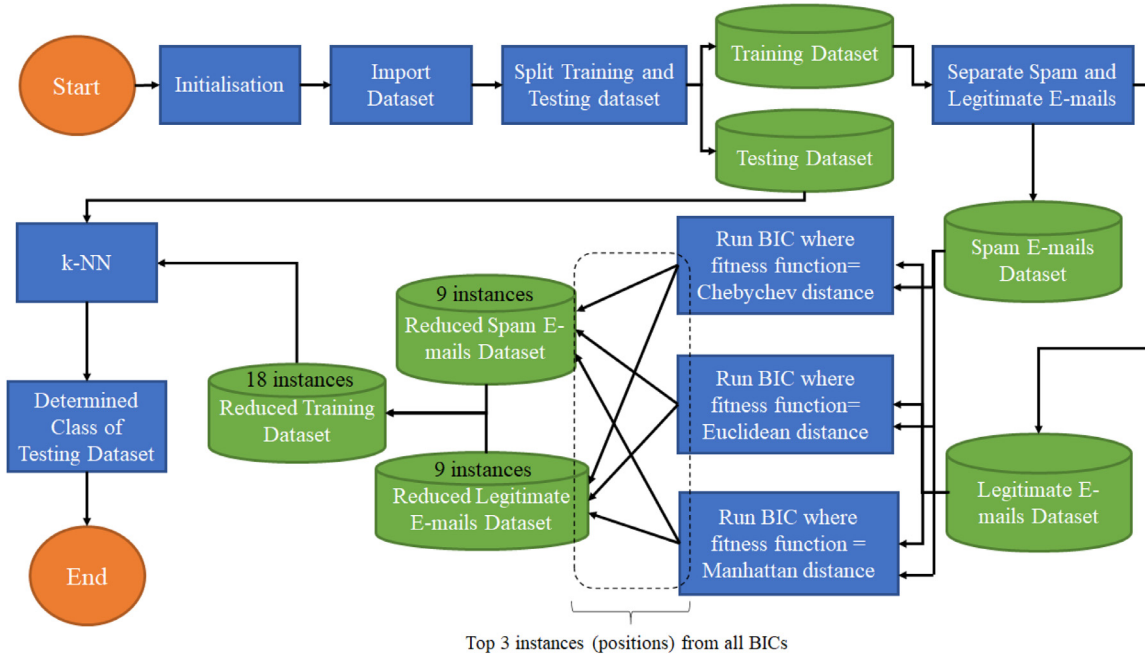 Start
Initialisation
Import
Dataset
Split Training and
Testing dataset
Training Dataset
Testing Dataset
Separate Spam and
Legitimate E-mails
Spam E-mails
Dataset
Legitimate E-
mails Dataset
Run BIC where
fitness function=
Chebychev distance
Run BIC where
fitness function=
Euclidean distance
Run BIC where
fitness function =
Manhattan distance
Top 3 instances (positions) from all BICs
9 instances
Reduced Spam E-
mails Dataset
9 instances
Reduced Legitimate
E-mails Dataset
18 instances
Reduced Training
Dataset
k-NN
Determined
Class of
Testing Dataset
End